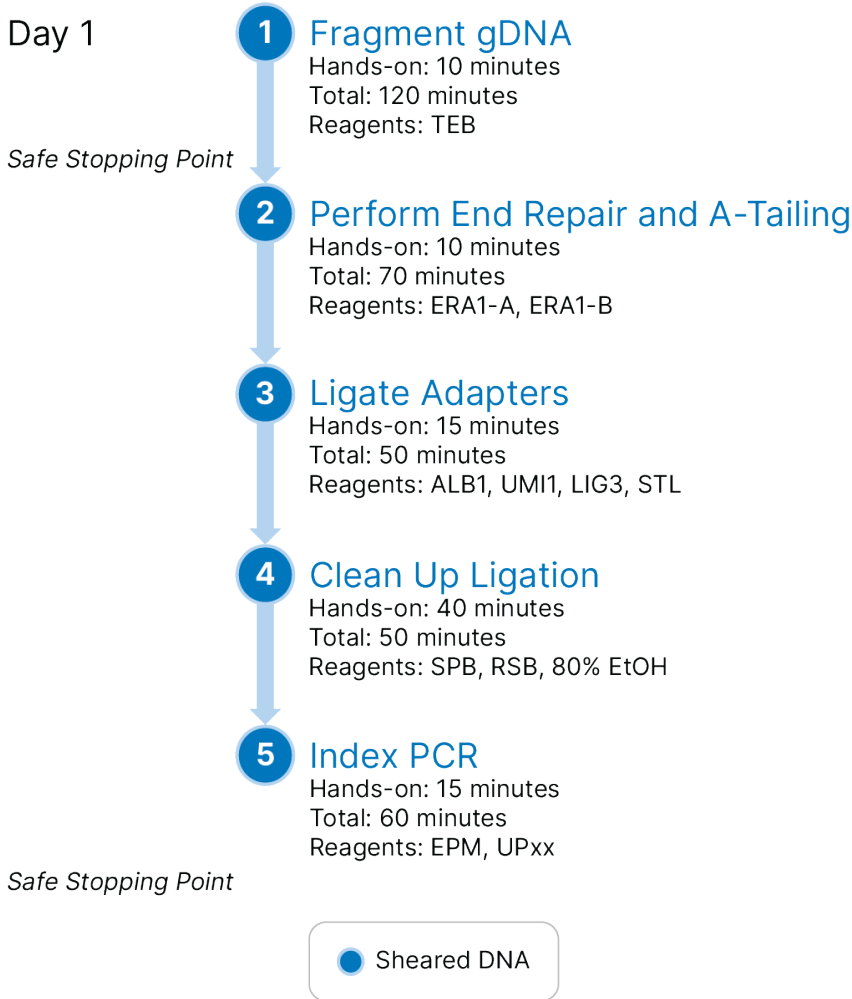 Day 1
1
Fragment gDNA
Hands-on: 10 minutes
Total: 120 minutes
Reagents: TEB
Safe Stopping Point
2
Perform End Repair and A-Tailing
Hands-on: 10 minutes
Total: 70 minutes
Reagents: ERA1-A, ERA1-B
3
Ligate Adapters
Hands-on: 15 minutes
Total: 50 minutes
Reagents: ALB1, UMI1, LIG3, STL
4
Clean Up Ligation
Hands-on: 40 minutes
Total: 50 minutes
Reagents: SPB, RSB, 80% EtOH
5
Index PCR
Hands-on: 15 minutes
Total: 60 minutes
Reagents: EPM, UPxx
Safe Stopping Point
Sheared DNA